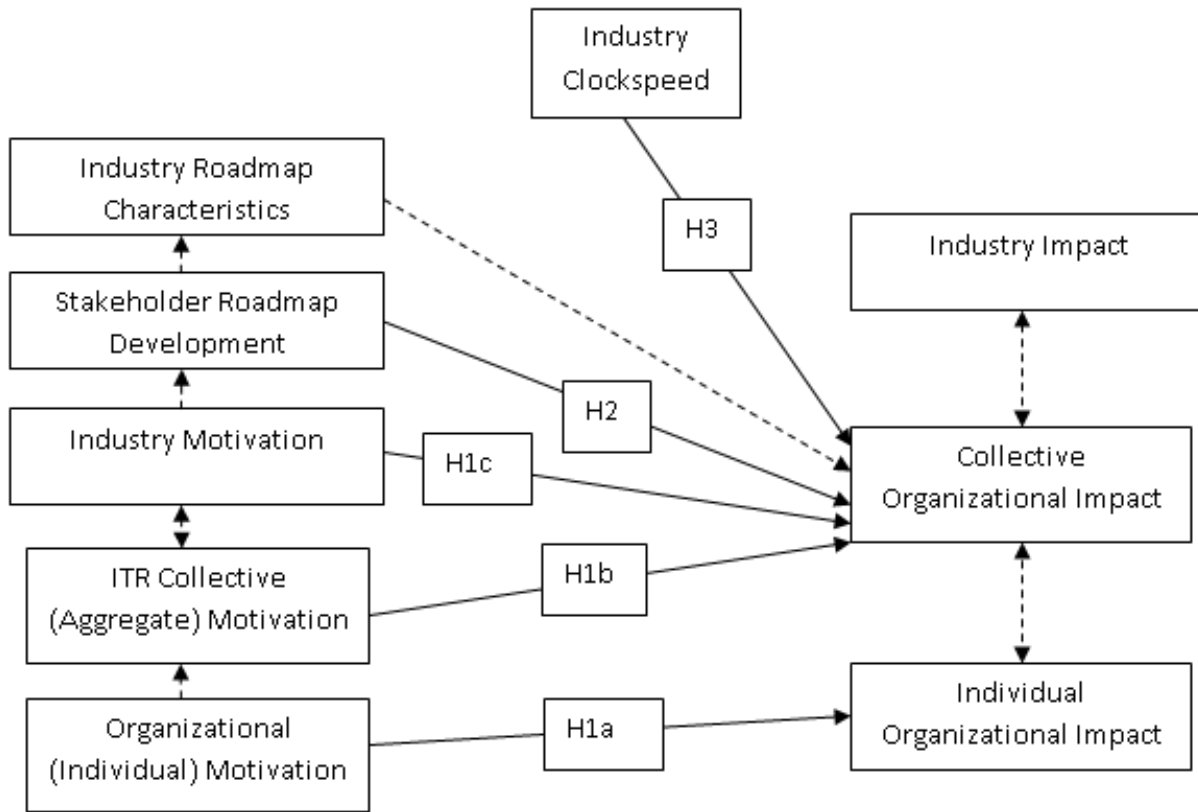 Industry
Clockspeed
Industry Roadmap
Characteristics
H3
Industry Impact
Stakeholder Roadmap
Development
H2
Industry Motivation
H1c
Collective
Organizational Impact
ITR Collective
(Aggregate) Motivation
H1b
Organizational
(Individual) Motivation
H1a
Individual
Organizational Impact